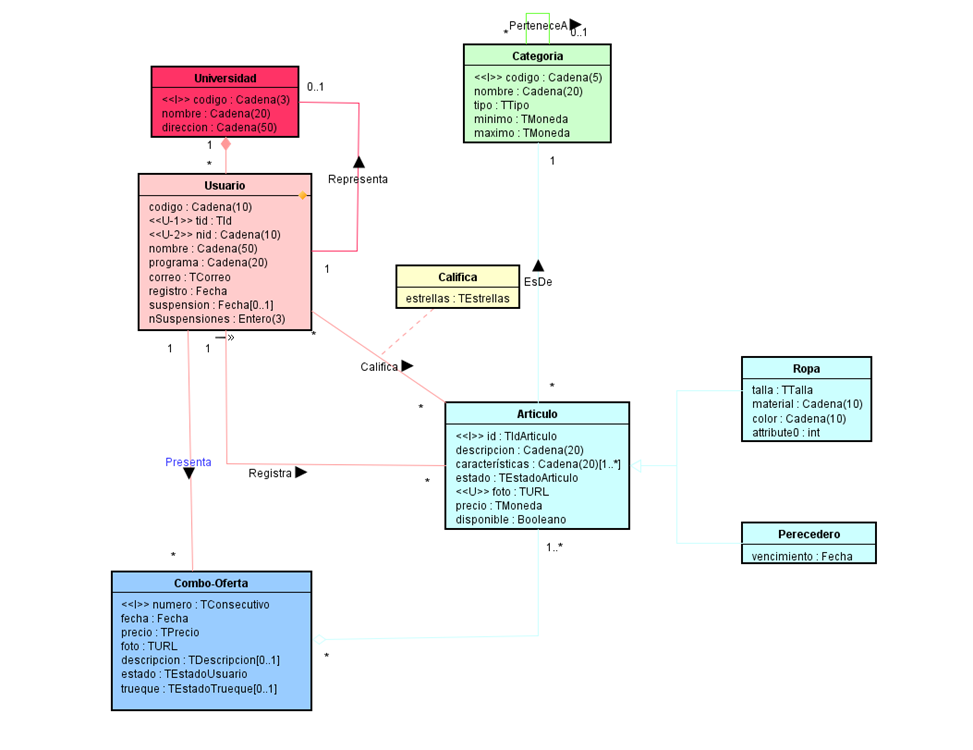 PerteneceA
*
0..1
Categoria
<<I>> codigo : Cadena(5)
nombre : Cadena(20)
tipo : TTipo
minimo : TMoneda
maximo : TMoneda
1
Universidad
<<I>> codigo : Cadena(3)
nombre : Cadena(20)
direccion : Cadena(50)
0..1
1
*
Representa
Usuario
codigo : Cadena(10)
<<U-1>> tid : TId
<<U-2>> nid : Cadena(10)
nombre : Cadena(50)
programa : Cadena(20)
correo : TCorreo
registro : Fecha
suspension : Fecha[0..1]
nSuspensiones : Entero(3)
1
Califica
estrellas : TEstrellas
EsDe
*
1
1
*
Califica
*
Articulo
<<I>> id : TIdArticulo
descripcion : Cadena(20)
características : Cadena(20)[1..*]
estado : TEstadoArticulo
<<U>> foto : TURL
precio : TMoneda
disponible : Booleano
Ropa
talla : TTalla
material : Cadena(10)
color : Cadena(10)
attribute0 : int
Presenta
Registra
*
Perecedero
vencimiento : Fecha
1..*
*
Combo-Oferta
<<I>> numero : TConsecutivo
fecha : Fecha
precio : TPrecio
foto : TURL
descripcion : TDescripcion[0..1]
estado : TEstadoUsuario
trueque : TEstadoTrueque[0..1]
*